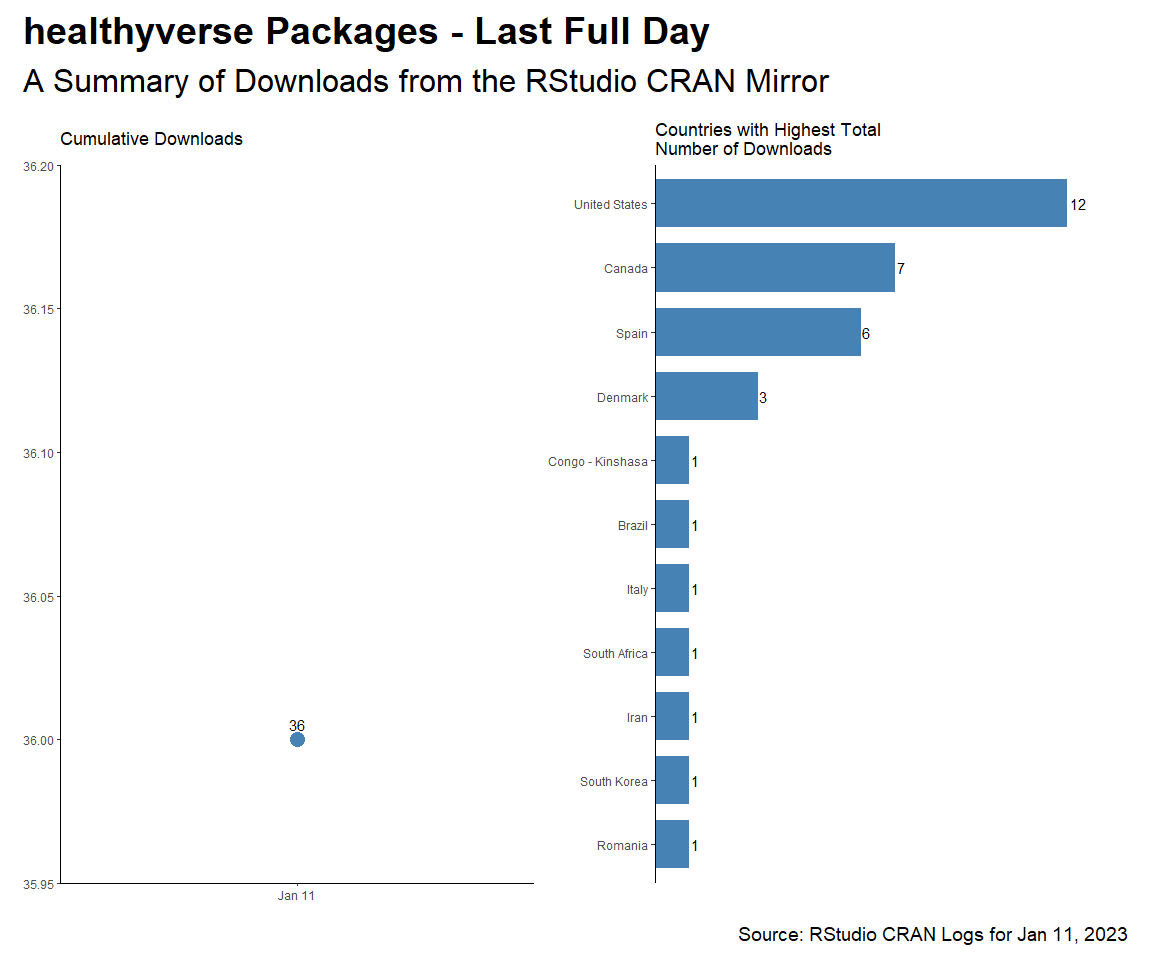 healthyverse Packages - Last Full Day
A Summary of Downloads from the RStudio CRAN Mirror
Cumulative Downloads
36.20
36.15
36.10
36.05
36.00
35.95
36
Jan 11
Countries with Highest Total
Number of Downloads
United States 12
Canada 7
Spain 6
Denmark 3
Congo - Kinshasa 1
Brazil 1
Italy 1
South Africa 1
Iran 1
South Korea 1
Romania 1
Source: RStudio CRAN Logs for Jan 11, 2023